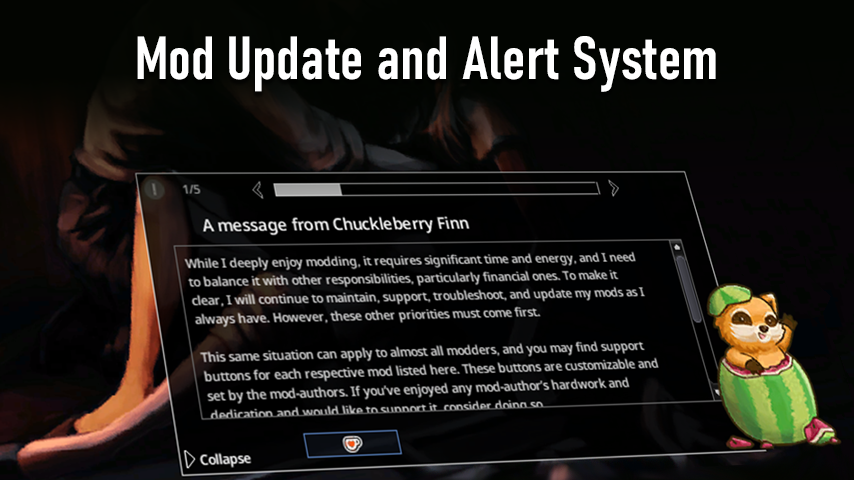 Mod Update and Alert System
1/5
A message from Chuckleberry Finn
While I deeply enjoy modding, it requires significant time and energy, and I need
to balance it with other responsibilities, particularly financial ones. To make it
clear, I will continue to maintain, support, troubleshoot, and update my mods as I
always have. However, these other priorities must come first.
This same situation can apply to almost all modders, and you may find support
buttons for each respective mod listed here. These buttons are customizable and
set by the mod-authors. If you've enjoyed any mod-author's hardwork and
dedication and would like to support it, consider doing so
Collapse